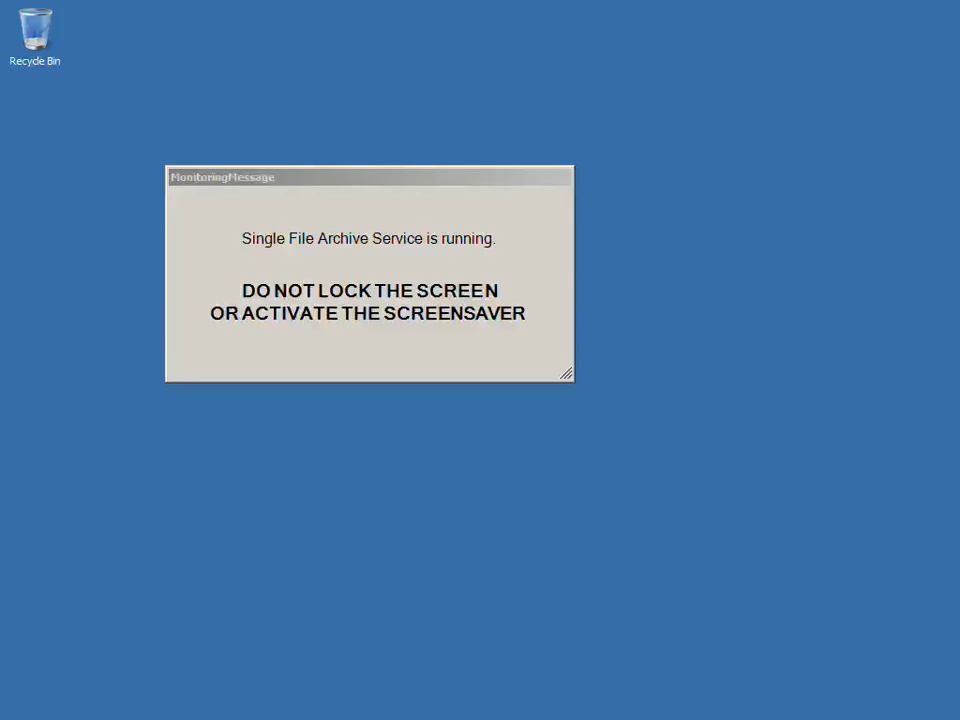 Recycle Bin
MonitoringMessage
Single File Archive Service is running.
DO NOT LOCK THE SCREEN
OR ACTIVATE THE SCREENSAVER